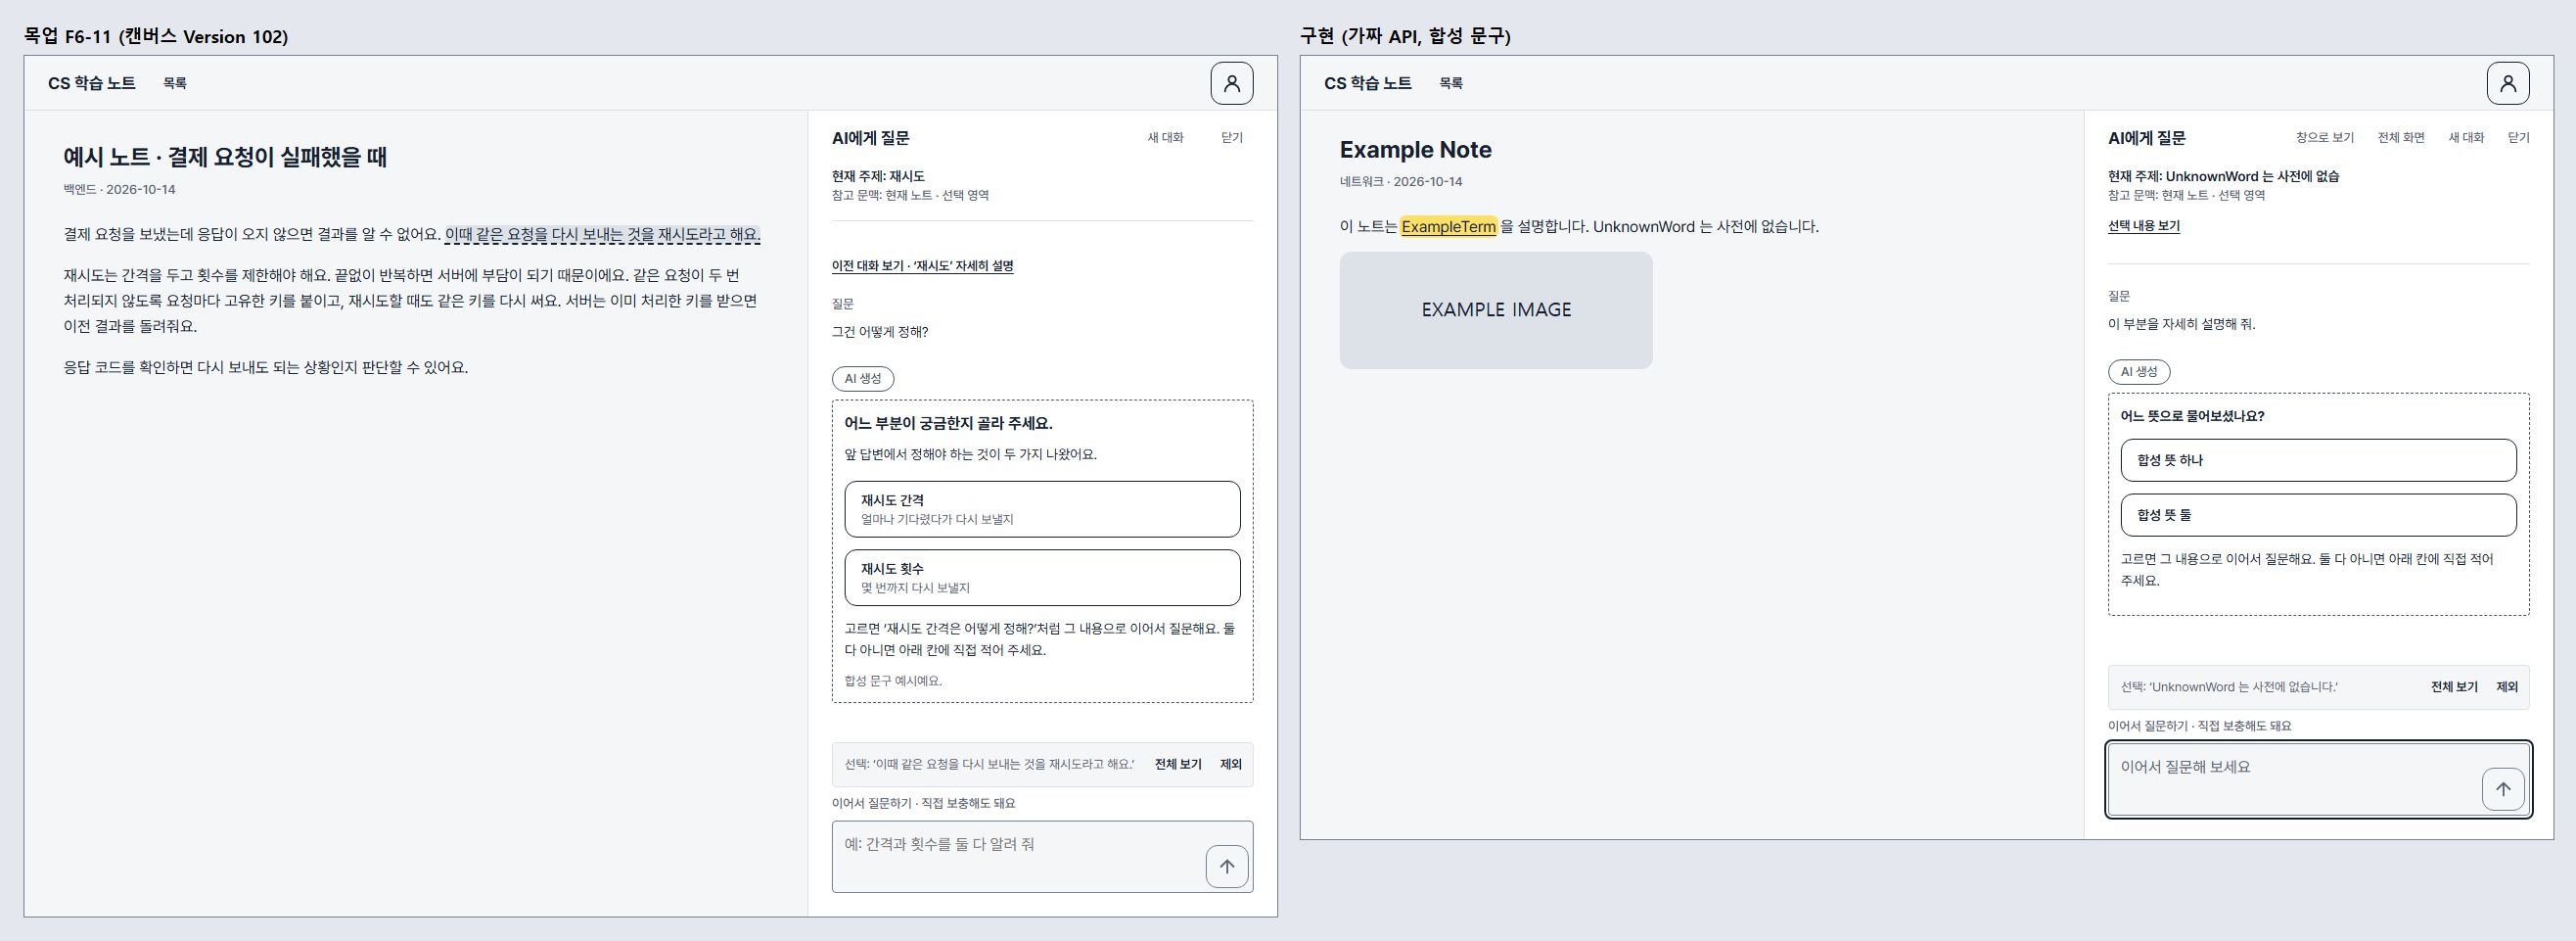 목업 F6-11 (캔버스 Version 102)
CS 학습 노트 목록
예시 노트 · 결제 요청이 실패했을 때
백엔드 · 2026-10-14
결제 요청을 보냈는데 응답이 오지 않으면 결과를 알 수 없어요. 이때 같은 요청을 다시 보내는 것을 재시도라고 해요.
재시도는 간격을 두고 횟수를 제한해야 해요. 끝없이 반복하면 서버에 부담이 되기 때문이에요. 같은 요청이 두 번
처리되지 않도록 요청마다 고유한 키를 붙이고, 재시도할 때도 같은 키를 다시 써요. 서버는 이미 처리한 키를 받으면
이전 결과를 돌려줘요.
응답 코드를 확인하면 다시 보내도 되는 상황인지 판단할 수 있어요.
AI에게 질문 새 대화 닫기
현재 주제: 재시도
참고 문맥: 현재 노트 · 선택 영역
이전 대화 보기 · ‘재시도’ 자세히 설명
질문
그건 어떻게 정해?
AI 생성
어느 부분이 궁금한지 골라 주세요.
앞 답변에서 정해야 하는 것이 두 가지 나왔어요.
재시도 간격
얼마나 기다렸다가 다시 보낼지
재시도 횟수
몇 번까지 다시 보낼지
고르면 ‘재시도 간격은 어떻게 정해?’처럼 그 내용으로 이어서 질문해요. 둘
다 아니면 아래 칸에 직접 적어 주세요.
합성 문구 예시예요.
선택: ‘이때 같은 요청을 다시 보내는 것을 재시도라고 해요.’ 전체 보기 제외
이어서 질문하기 · 직접 보충해도 돼요
예: 간격과 횟수를 둘 다 알려 줘
구현 (가짜 API, 합성 문구)
CS 학습 노트 목록
Example Note
네트워크 · 2026-10-14
이 노트는 ExampleTerm 을 설명합니다. UnknownWord 는 사전에 없습니다.
EXAMPLE IMAGE
AI에게 질문 창으로 보기 전체 화면 새 대화 닫기
현재 주제: UnknownWord 는 사전에 없습
참고 문맥: 현재 노트 · 선택 영역
선택 내용 보기
질문
이 부분을 자세히 설명해 줘.
AI 생성
어느 뜻으로 물어보셨나요?
합성 뜻 하나
합성 뜻 둘
고르면 그 내용으로 이어서 질문해요. 둘 다 아니면 아래 칸에 직접 적어
주세요.
선택: ‘UnknownWord 는 사전에 없습니다.’ 전체 보기 제외
이어서 질문하기 · 직접 보충해도 돼요
이어서 질문해 보세요